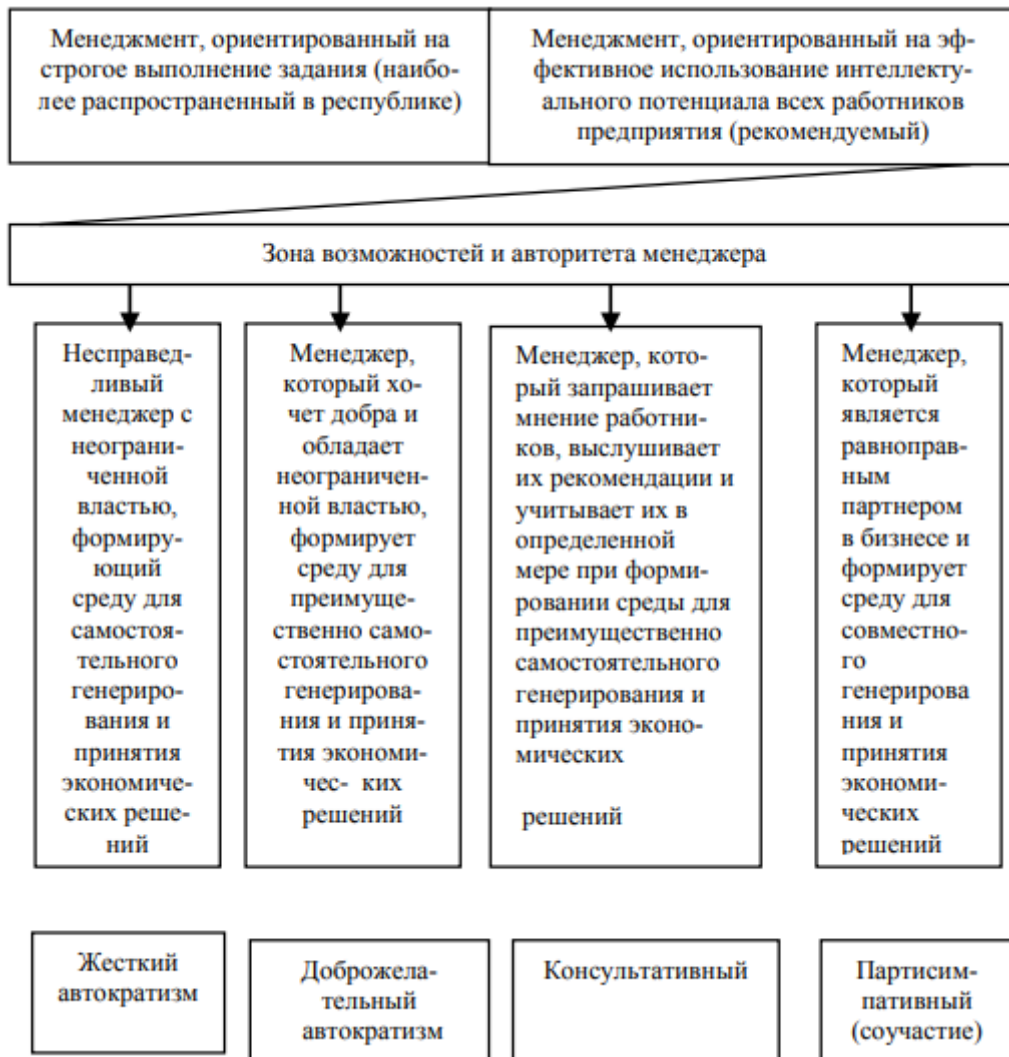 Менеджмент, ориентированный на
строгое выполнение задания (наибо-
лее распространенный в республике)
Менеджмент, ориентированный на эф-
фективное использование интеллекту-
ального потенциала всех работников
предприятия (рекомендуемый)
Зона возможностей и авторитета менеджера
Несправед-
ливый
менеджер с
неограни-
ченной
властью,
формиру-
ющий
среду для
самостоя-
тельного
генериро-
вания и
принятия
экономиче-
ских реше-
ний
Менеджер,
который хо-
чет добра и
обладает
неограничен-
ной властью,
формирует
среду для
преимуще-
ственно само-
стоятельного
генерирова-
ния и приня-
тия экономи-
чес- ких
решений
Менеджер, кото-
рый запрашивает
мнение работни-
ков, выслушивает
их рекомендации и
учитывает их в
определенной
мере при форми-
ровании среды для
преимущественно
самостоятельного
генерирования и
принятия эконо-
мических
решений
Менеджер,
который
является
равноправ-
ным
партнером
в бизнесе и
формирует
среду для
совместно-
го
генерирова
ния и
принятия
экономи-
ческих
решений
Жесткий
автократизм
Доброжела-
тельный
автократизм
Консультативный
Партисим-
пативный
(соучастие)